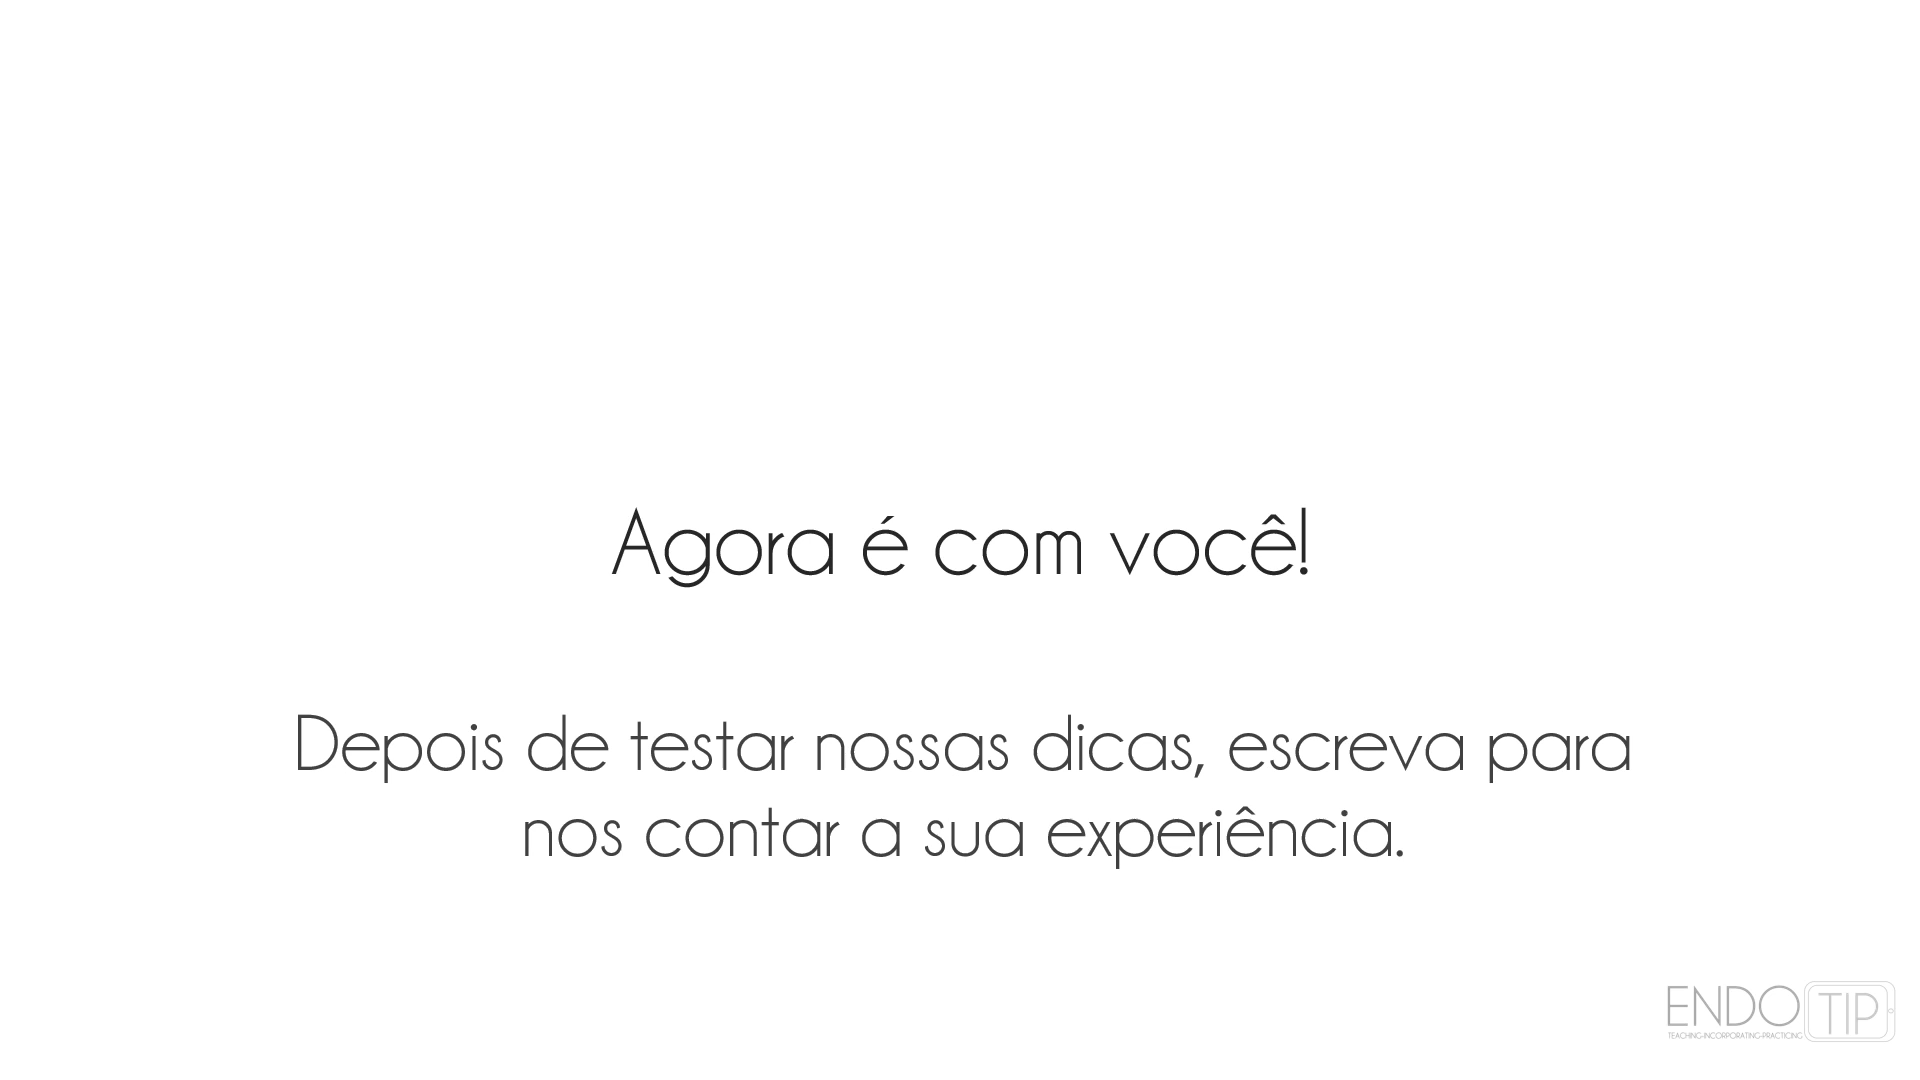 Agora é com você!
Depois de testar nossas dicas, escreva para
nos contar a sua experiência.
ENDO TIP
TEACHING-INCORPORATING-PRACTICING